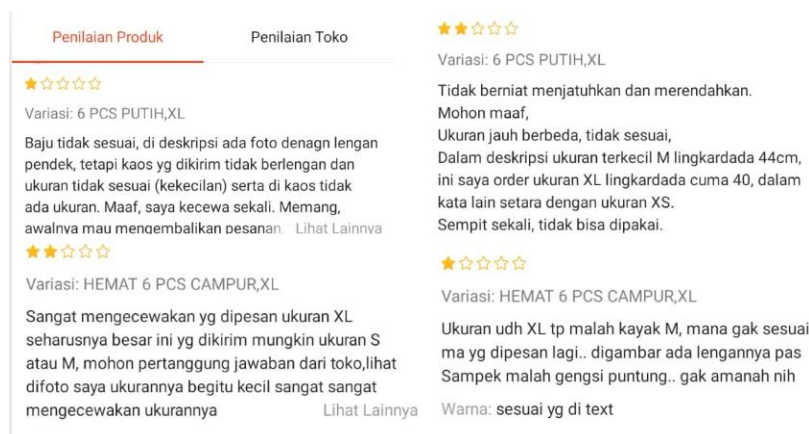 Penilaian Produk
Penilaian Toko
Variasi: 6 PCS PUTIH,XL
Baju tidak sesuai, di deskripsi ada foto denagn lengan
pendek, tetapi kaos yg dikirim tidak berlengan dan
ukuran tidak sesuai (kekecilan) serta di kaos tidak
ada ukuran. Maaf, saya kecewa sekali. Memang,
awalnya mau mengembalikan pesanan. Lihat Lainnya
Variasi: HEMAT 6 PCS CAMPUR,XL
Sangat mengecewakan yg dipesan ukuran XL
seharusnya besar ini yg dikirim mungkin ukuran S
atau M, mohon pertanggung jawaban dari toko,lihat
difoto saya ukurannya begitu kecil sangat sangat
mengecewakan ukurannya Lihat Lainnya
Variasi: 6 PCS PUTIH,XL
Tidak berniat menjatuhkan dan merendahkan.
Mohon maaf,
Ukuran jauh berbeda, tidak sesuai,
Dalam deskripsi ukuran terkecil M lingkardada 44cm,
ini saya order ukuran XL lingkardada cuma 40, dalam
kata lain setara dengan ukuran XS.
Sempit sekali, tidak bisa dipakai.
Variasi: HEMAT 6 PCS CAMPUR,XL
Ukuran udh XL tp malah kayak M, mana gak sesuai
ma yg dipesan lagi.. digambar ada lengannya pas
Sampek malah gengsi puntung.. gak amanah nih
Warna: sesuai yg di text